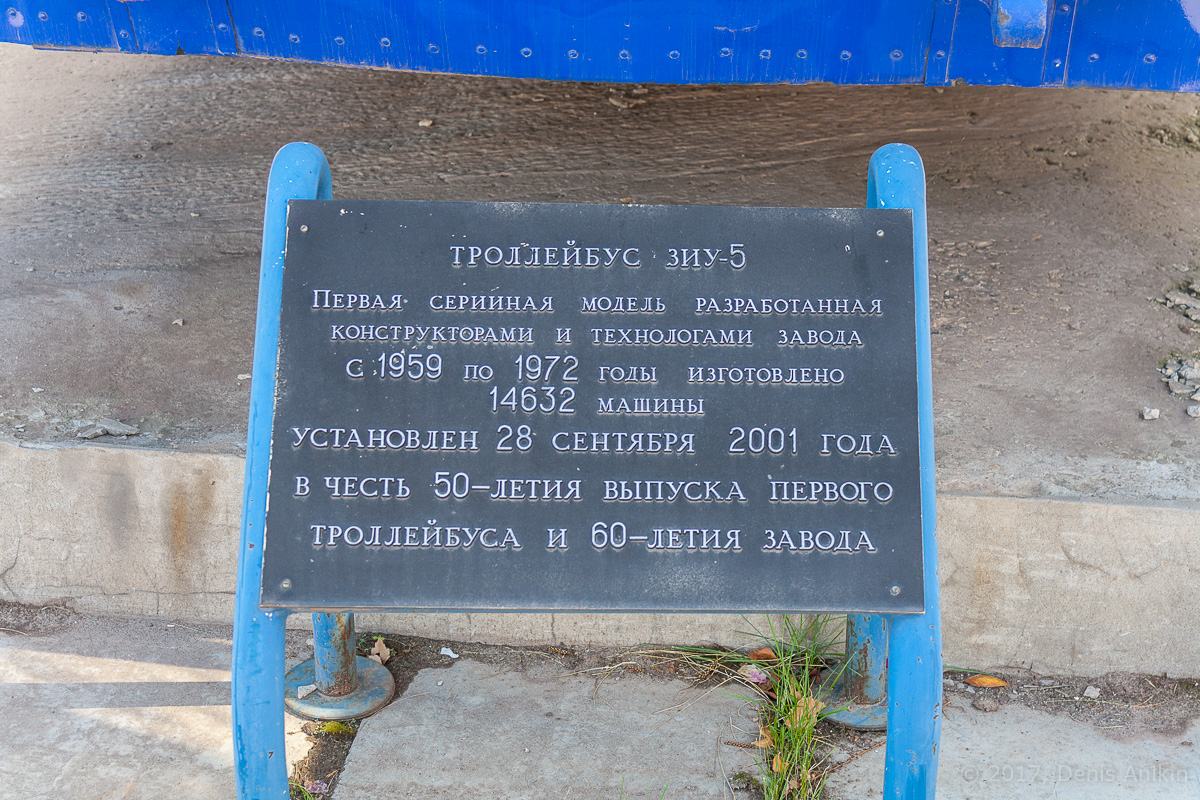 ТРОЛЛЕЙБУС ЗИУ-5
ПЕРВАЯ СЕРИИНАЯ МОДЕЛЬ РАЗРАБОТАННАЯ
КОНСТРУКТОРАМИ И ТЕХНОЛОГАМИ ЗАВОДА
С 1959 ПО 1972 ГОДЫ ИЗГОТОВЛЕНО
14632 МАШИНЫ
УСТАНОВЛЕН 28 СЕНТЯБРЯ 2001 ГОДА
В ЧЕСТЬ 50-ЛЕТИЯ ВЫПУСКА ПЕРВОГО
ТРОЛЛЕЙБУСА И 60-ЛЕТИЯ ЗАВОДА
© 2017, Denis Anikin